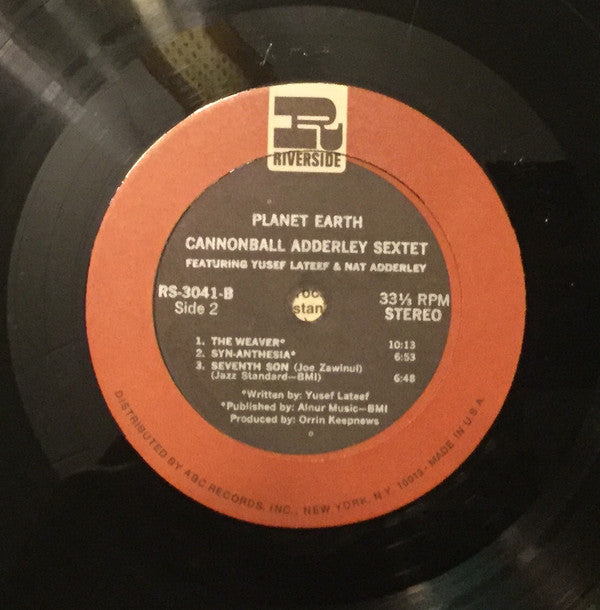 R
RIVERSIDE
PLANET EARTH
CANNONBALL ADDERLEY SEXTET
FEATURING YUSEF LATEEF & NAT ADDERLEY
RS-3041-B
Side 2
33⅓ RPM
STEREO
stan
1. THE WEAVER* 10:13
2. SYN-ANTHESIA* 6:53
3. SEVENTH SON (Joe Zawinul)
(Jazz Standard—BMI) 6:48
*Written by: Yusef Lateef
*Published by: Alnur Music—BMI
Produced by: Orrin Keepnews
DISTRIBUTED BY ABC RECORDS, INC., NEW YORK, N.Y. 10019 - MADE IN U.S.A.